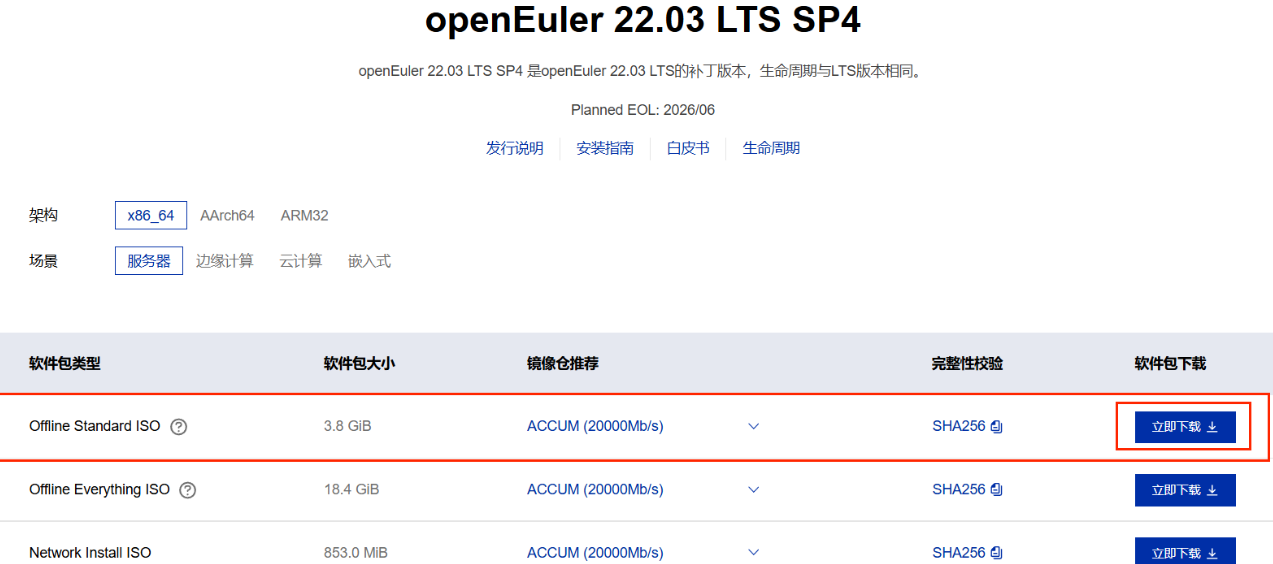 openEuler 22.03 LTS SP4
openEuler 22.03 LTS SP4 是openEuler 22.03 LTS的补丁版本，生命周期与LTS版本相同。
Planned EOL: 2026/06
发行说明 安装指南 白皮书 生命周期
架构 x86_64 AArch64 ARM32
场景 服务器 边缘计算 云计算 嵌入式
软件包类型 软件包大小 镜像仓推荐 完整性校验 软件包下载
Offline Standard ISO ? 3.8 GiB ACCUM (20000Mb/s) SHA256 立即下载
Offline Everything ISO ? 18.4 GiB ACCUM (20000Mb/s) SHA256 立即下载
Network Install ISO 853.0 MiB ACCUM (20000Mb/s) SHA256 立即下载